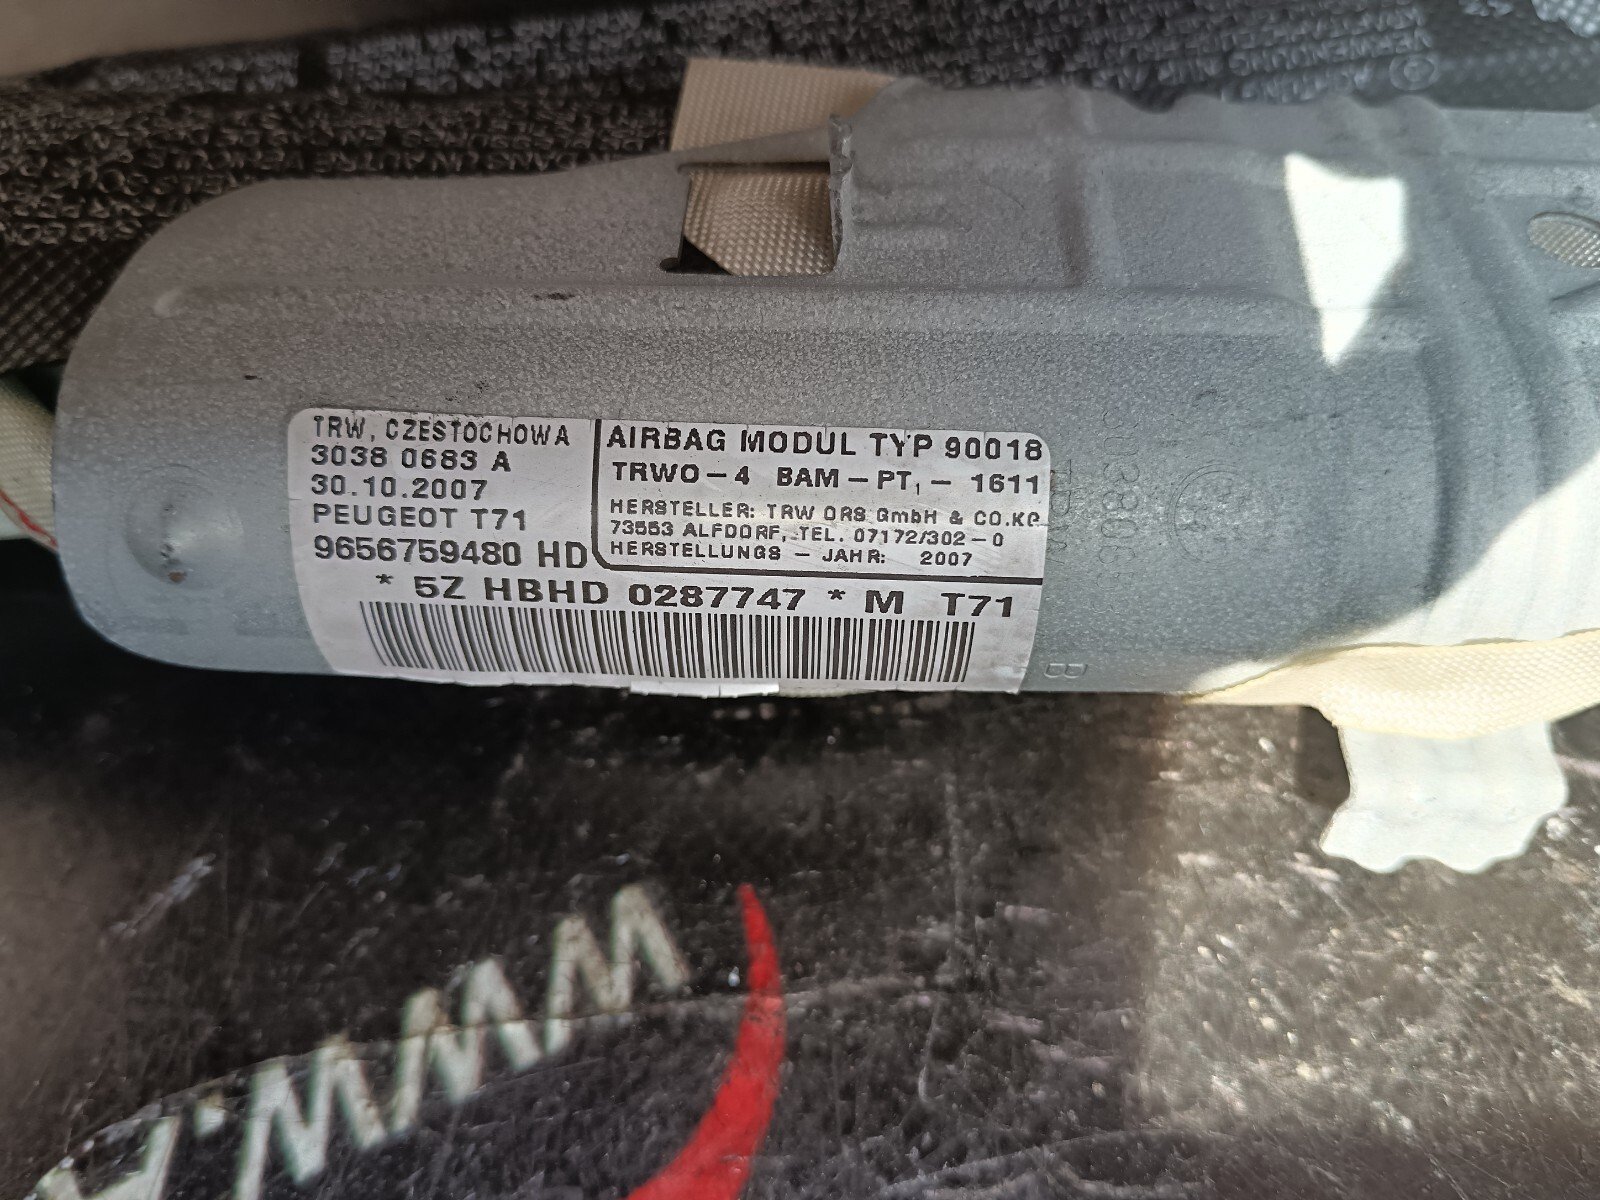 TRW, CZESTOCHOWA
3038 0683 A
30.10.2007
PEUGEOT T71
9656759480 HD
AIRBAG MODUL TYP 90018
TRWO-4 BAM-PT, - 1611
HERSTELLER: TRW ORS GmbH & CO.KG
73553 ALFDORF, TEL. 07172/302-0
HERSTELLUNGS - JAHR: 2007
* 5Z HBHD 0287747 * M T71
B
WWW.A